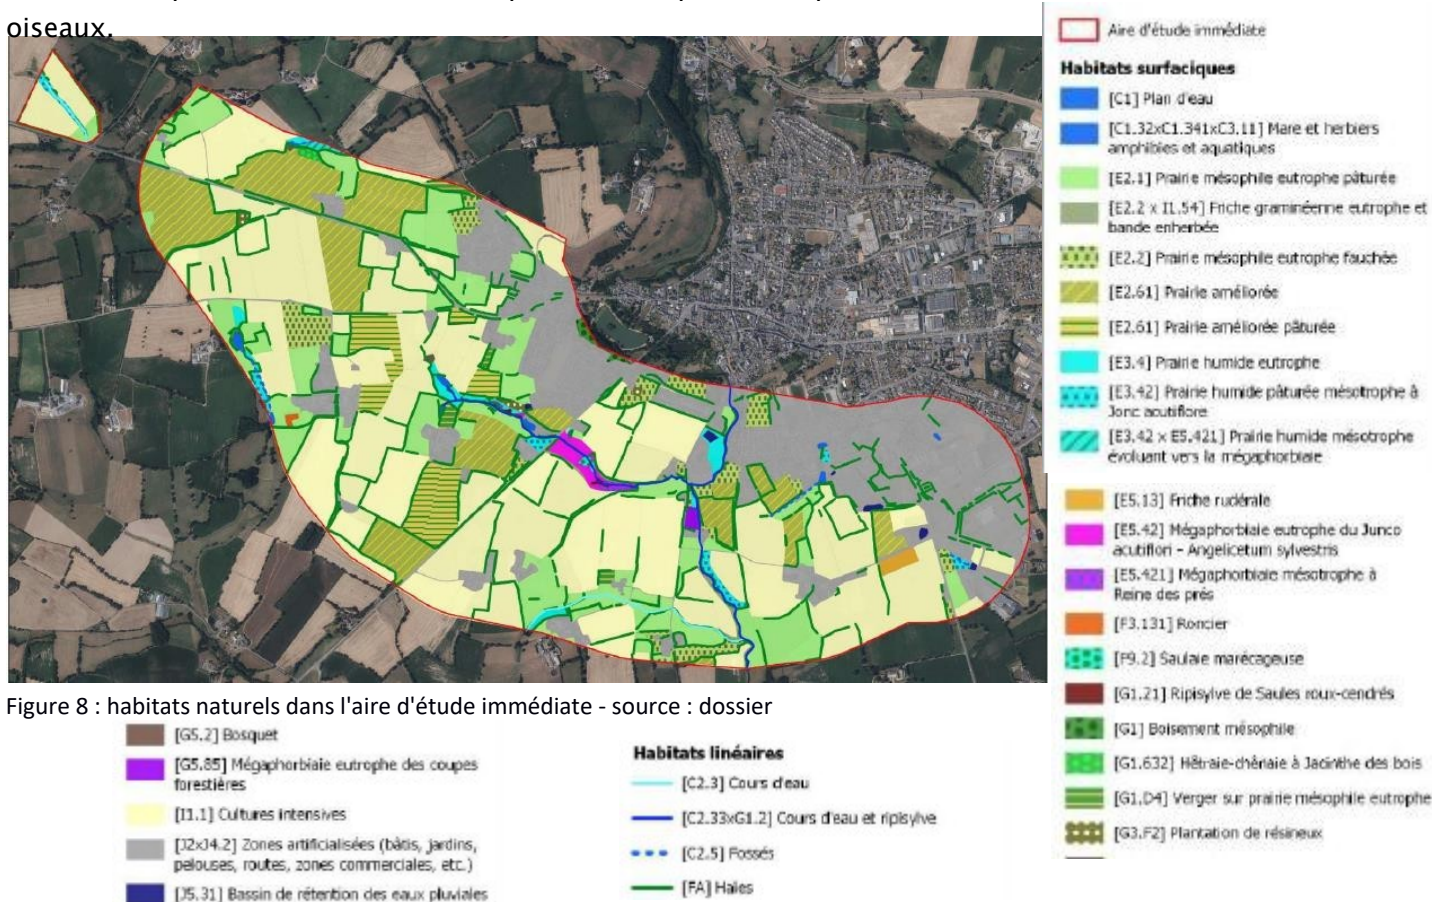 oiseaux.
Aire d'étude immédiate
Habitats surfaciques
[C1] Plan d'eau
[C1.32xC1.341xC3.11] Mare et herbiers
amphibies et aquatiques
[E2.1] Prairie mésophile eutrophe pâturée
[E2.2 x I1.54] Friche graminéenne eutrophe et
bande enherbée
[E2.2] Prairie mésophile eutrophe fauchée
[E2.61] Prairie améliorée
[E2.61] Prairie améliorée pâturée
[E3.4] Prairie humide eutrophe
[E3.42] Prairie humide pâturée mésotrophe à
Jonc acutiflore
[E3.42 x E5.421] Prairie humide mésotrophe
évoluant vers la mégaphorbiaie
[E5.13] Friche rudérale
[E5.42] Mégaphorbiaie eutrophe du Junco
acutiflori - Angelicetum sylvestris
[E5.421] Mégaphorbiaie mésotrophe à
Reine des prés
[F3.131] Roncier
[F9.2] Saulaie marécageuse
[G1.21] Ripisylve de Saules roux-cendrés
[G1] Boisement mésophile
[G1.632] Hêtraie-chênaie à Jacinthe des bois
[G1.D4] Verger sur prairie mésophile eutrophe
[G3.F2] Plantation de résineux
Figure 8 : habitats naturels dans l'aire d'étude immédiate - source : dossier
[G5.2] Bosquet
[G5.85] Mégaphorbiaie eutrophe des coupes
forestières
[I1.1] Cultures intensives
[J2xJ4.2] Zones artificialisées (bâtis, jardins,
pelouses, routes, zones commerciales, etc.)
[J5.31] Bassin de rétention des eaux pluviales
Habitats linéaires
[C2.3] Cours d'eau
[C2.33xG1.2] Cours d'eau et ripisylve
[C2.5] Fossés
[FA] Haies